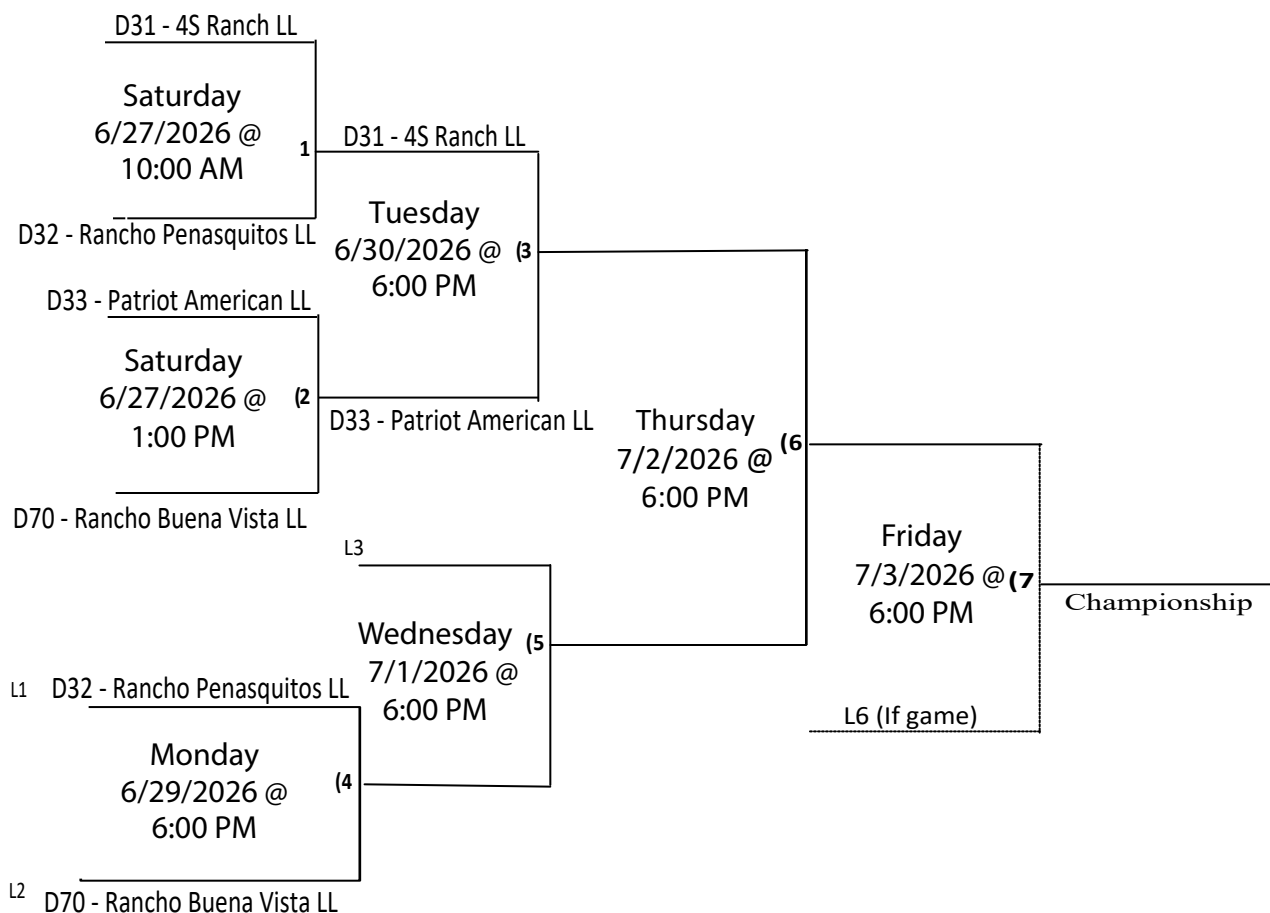 D31 - 4S Ranch LL
Saturday
6/27/2026 @
10:00 AM
1
D32 - Rancho Penasquitos LL
D31 - 4S Ranch LL
Tuesday
6/30/2026 @
6:00 PM
(3
D33 - Patriot American LL
Saturday
6/27/2026 @
1:00 PM
(2
D33 - Patriot American LL
D70 - Rancho Buena Vista LL
Thursday
7/2/2026 @
6:00 PM
(6
L3
Wednesday
7/1/2026 @
6:00 PM
(5
Friday
7/3/2026 @
6:00 PM
(7
Championship
L6 (If game)
L1 D32 - Rancho Penasquitos LL
Monday
6/29/2026 @
6:00 PM
(4
L2 D70 - Rancho Buena Vista LL